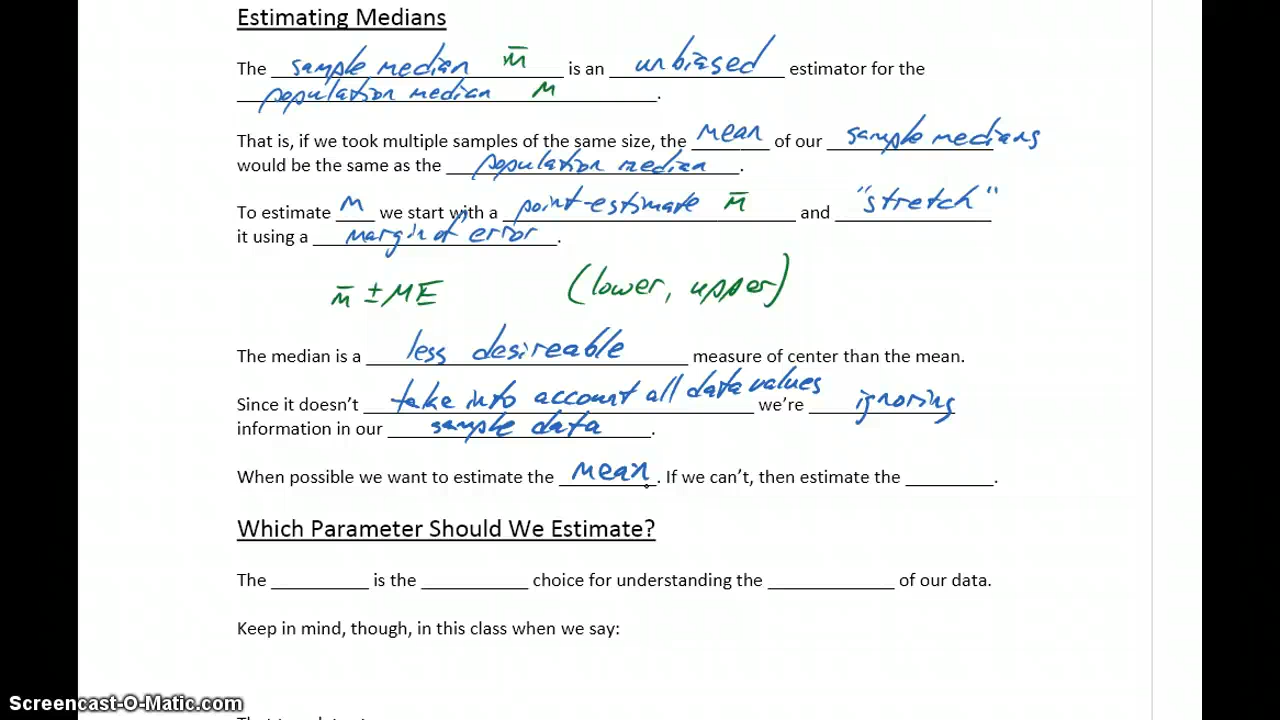 Estimating Medians
The sample median m̄ is an unbiased estimator for the
population median M.
That is, if we took multiple samples of the same size, the mean of our sample medians
would be the same as the population median.
To estimate M we start with a point-estimate m̄ and "stretch"
it using a margin of error.
m̄ ± ME (lower, upper)
The median is a less desireable measure of center than the mean.
Since it doesn't take into account all data values we're ignoring
information in our sample data.
When possible we want to estimate the mean. If we can't, then estimate the ________.
Which Parameter Should We Estimate?
The ________ is the ________ choice for understanding the ________ of our data.
Keep in mind, though, in this class when we say:
Screencast-O-Matic.com